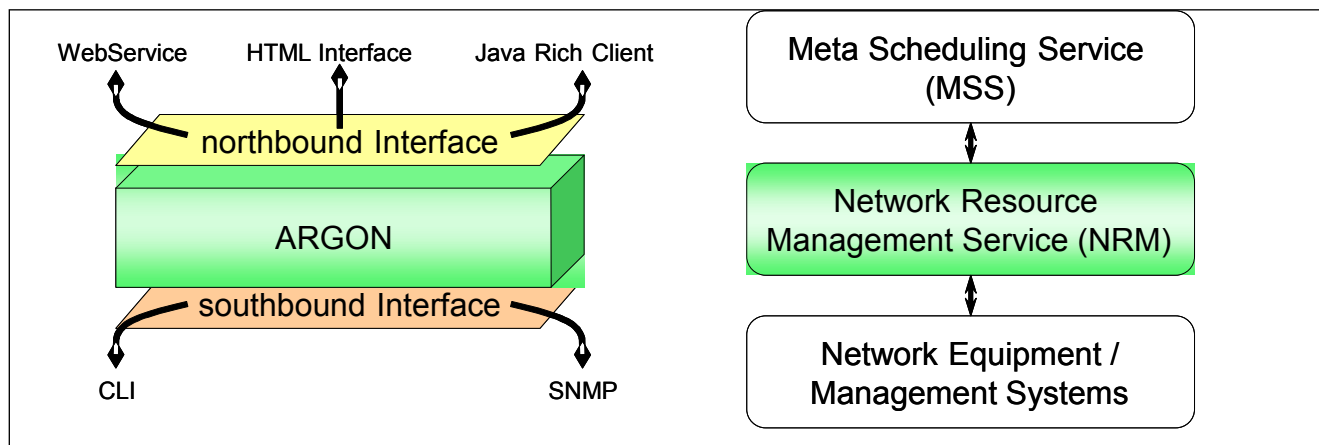 WebService
HTML Interface
Java Rich Client
northbound Interface
ARGON
southbound Interface
CLI
SNMP
Meta Scheduling Service
(MSS)
Network Resource
Management Service (NRM)
Network Equipment /
Management Systems